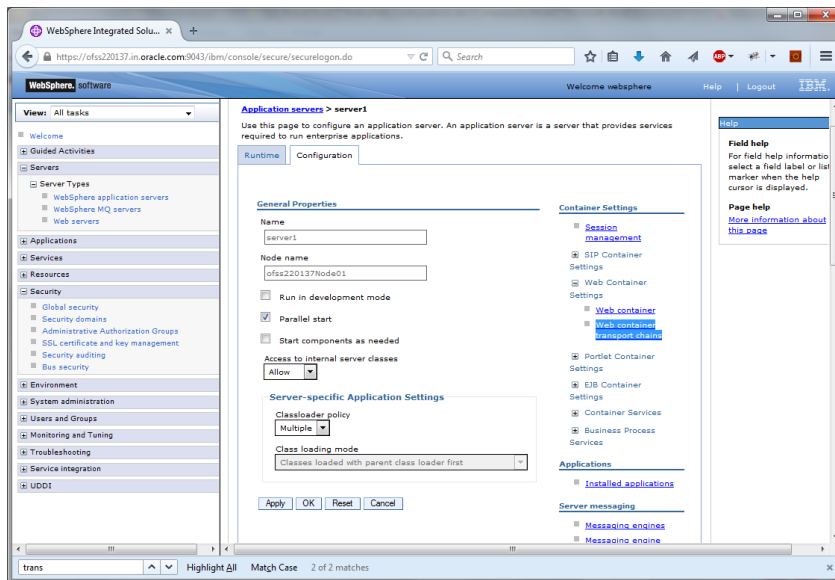 WebSphere Integrated Solu... ×
https://ofss220137.in.oracle.com:9043/ibm/console/secure/securelogon.do
Search
ABP
WebSphere. software
Welcome websphere
Help | Logout
IBM.
View: All tasks
Welcome
Guided Activities
Servers
Server Types
WebSphere application servers
WebSphere MQ servers
Web servers
Applications
Services
Resources
Security
Global security
Security domains
Administrative Authorization Groups
SSL certificate and key management
Security auditing
Bus security
Environment
System administration
Users and Groups
Monitoring and Tuning
Troubleshooting
Service integration
UDDI
Application servers > server1
Use this page to configure an application server. An application server is a server that provides services
required to run enterprise applications.
Runtime
Configuration
General Properties
Name
server1
Node name
ofss220137Node01
Run in development mode
Parallel start
Start components as needed
Access to internal server classes
Allow
Server-specific Application Settings
Classloader policy
Multiple
Class loading mode
Classes loaded with parent class loader first
Apply OK Reset Cancel
Container Settings
Session
management
SIP Container
Settings
Web Container
Settings
Web container
Web container
transport chains
Portlet Container
Settings
EJB Container
Settings
Container Services
Business Process
Services
Applications
Installed applications
Server messaging
Messaging engines
Messaging engine
Help
Field help
For field help informatio
select a field label or list
marker when the help
cursor is displayed.
Page help
More information about
this page
trans
Highlight All Match Case 2 of 2 matches